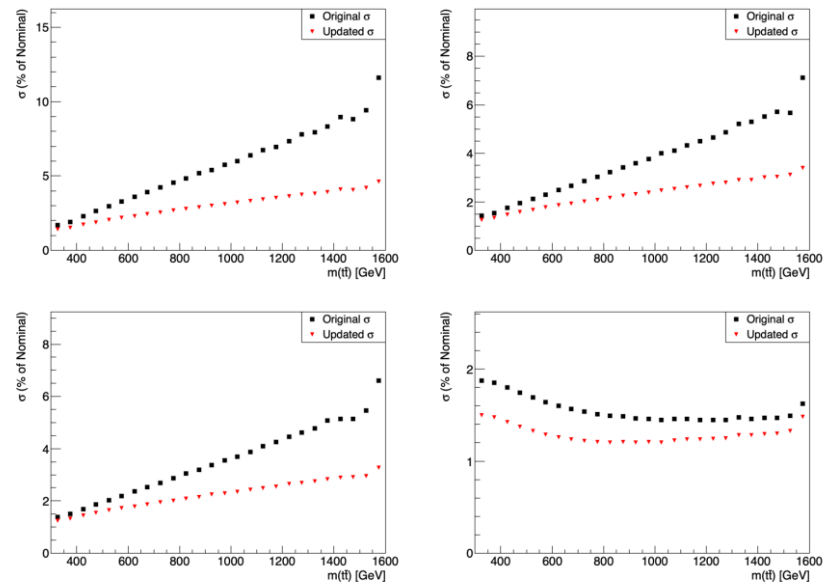 σ (% of Nominal)
15
10
5
0
400 600 800 1000 1200 1400 1600
m(tt̄) [GeV]
■ Original σ
▼ Updated σ
σ (% of Nominal)
8
6
4
2
0
400 600 800 1000 1200 1400 1600
m(tt̄) [GeV]
■ Original σ
▼ Updated σ
σ (% of Nominal)
8
6
4
2
0
400 600 800 1000 1200 1400 1600
m(tt̄) [GeV]
■ Original σ
▼ Updated σ
σ (% of Nominal)
2
1
0
400 600 800 1000 1200 1400 1600
m(tt̄) [GeV]
■ Original σ
▼ Updated σ